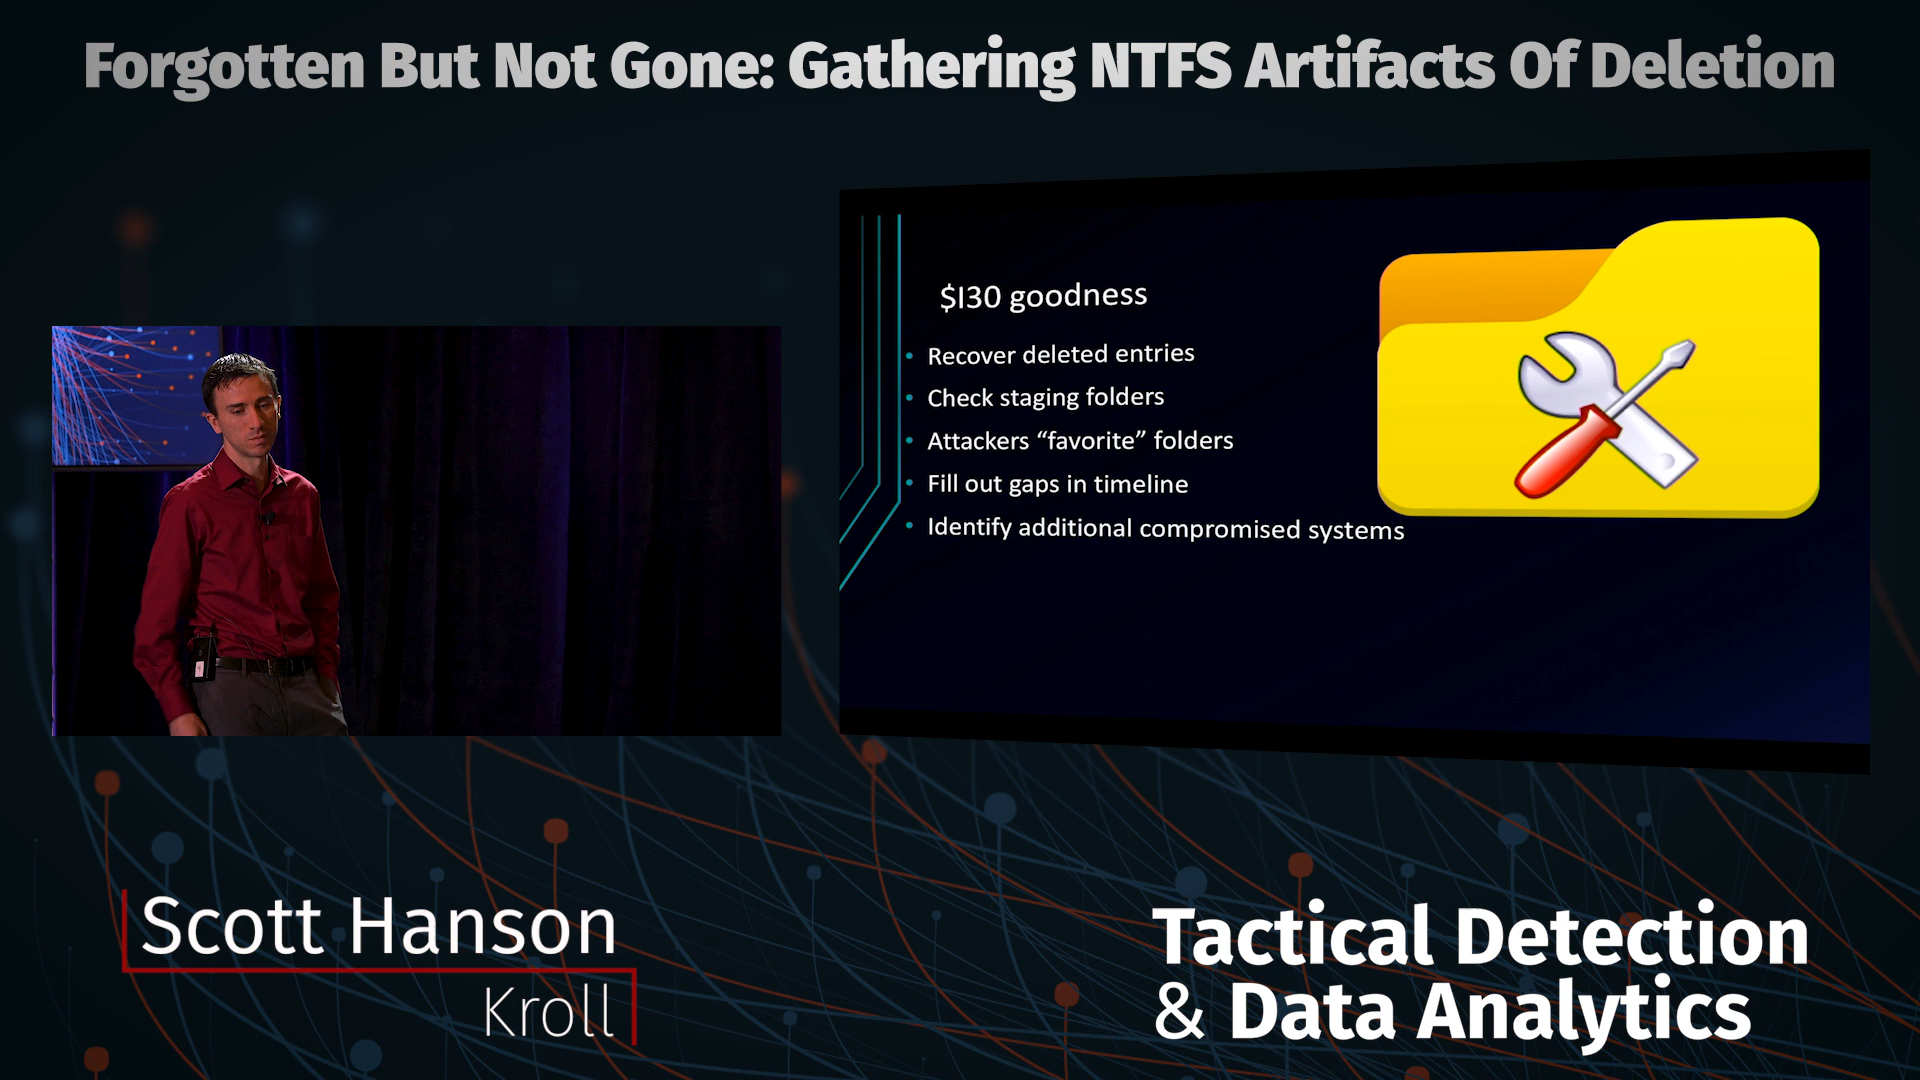 Forgotten But Not Gone: Gathering NTFS Artifacts Of Deletion
$I30 goodness
• Recover deleted entries
• Check staging folders
• Attackers “favorite” folders
• Fill out gaps in timeline
• Identify additional compromised systems
Scott Hanson
Kroll
Tactical Detection
& Data Analytics